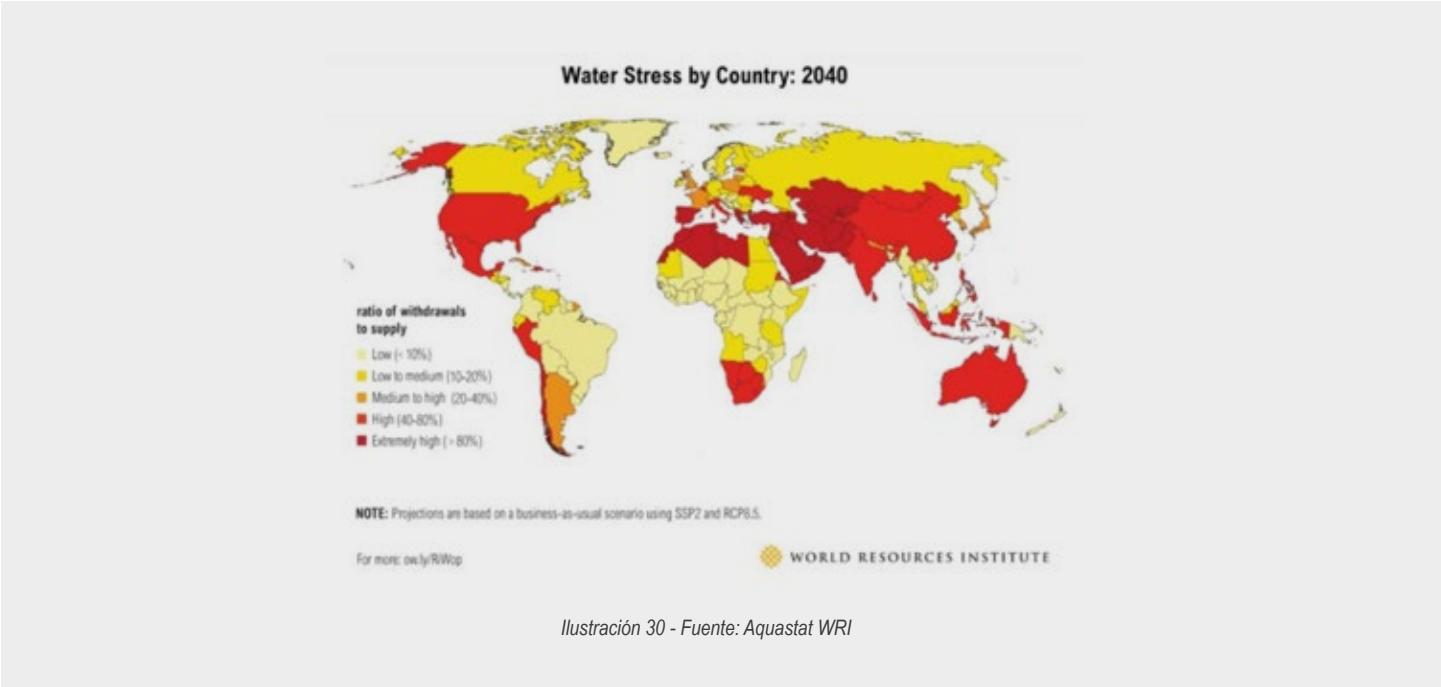 Water Stress by Country: 2040
ratio of withdrawals
to supply
Low (< 10%)
Low to medium (10-20%)
Medium to high (20-40%)
High (40-80%)
Extremely high (> 80%)
NOTE: Projections are based on a business-as-usual scenario using SSP2 and RCP8.5.
For more: ow.ly/RiWop
WORLD RESOURCES INSTITUTE
Ilustración 30 - Fuente: Aquastat WRI